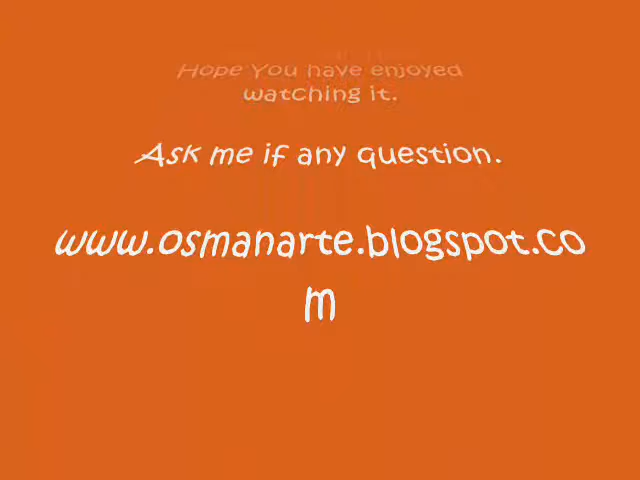 Hope You have enjoyed
watching it.
Ask me if any question.
www.osmanarte.blogspot.co
m